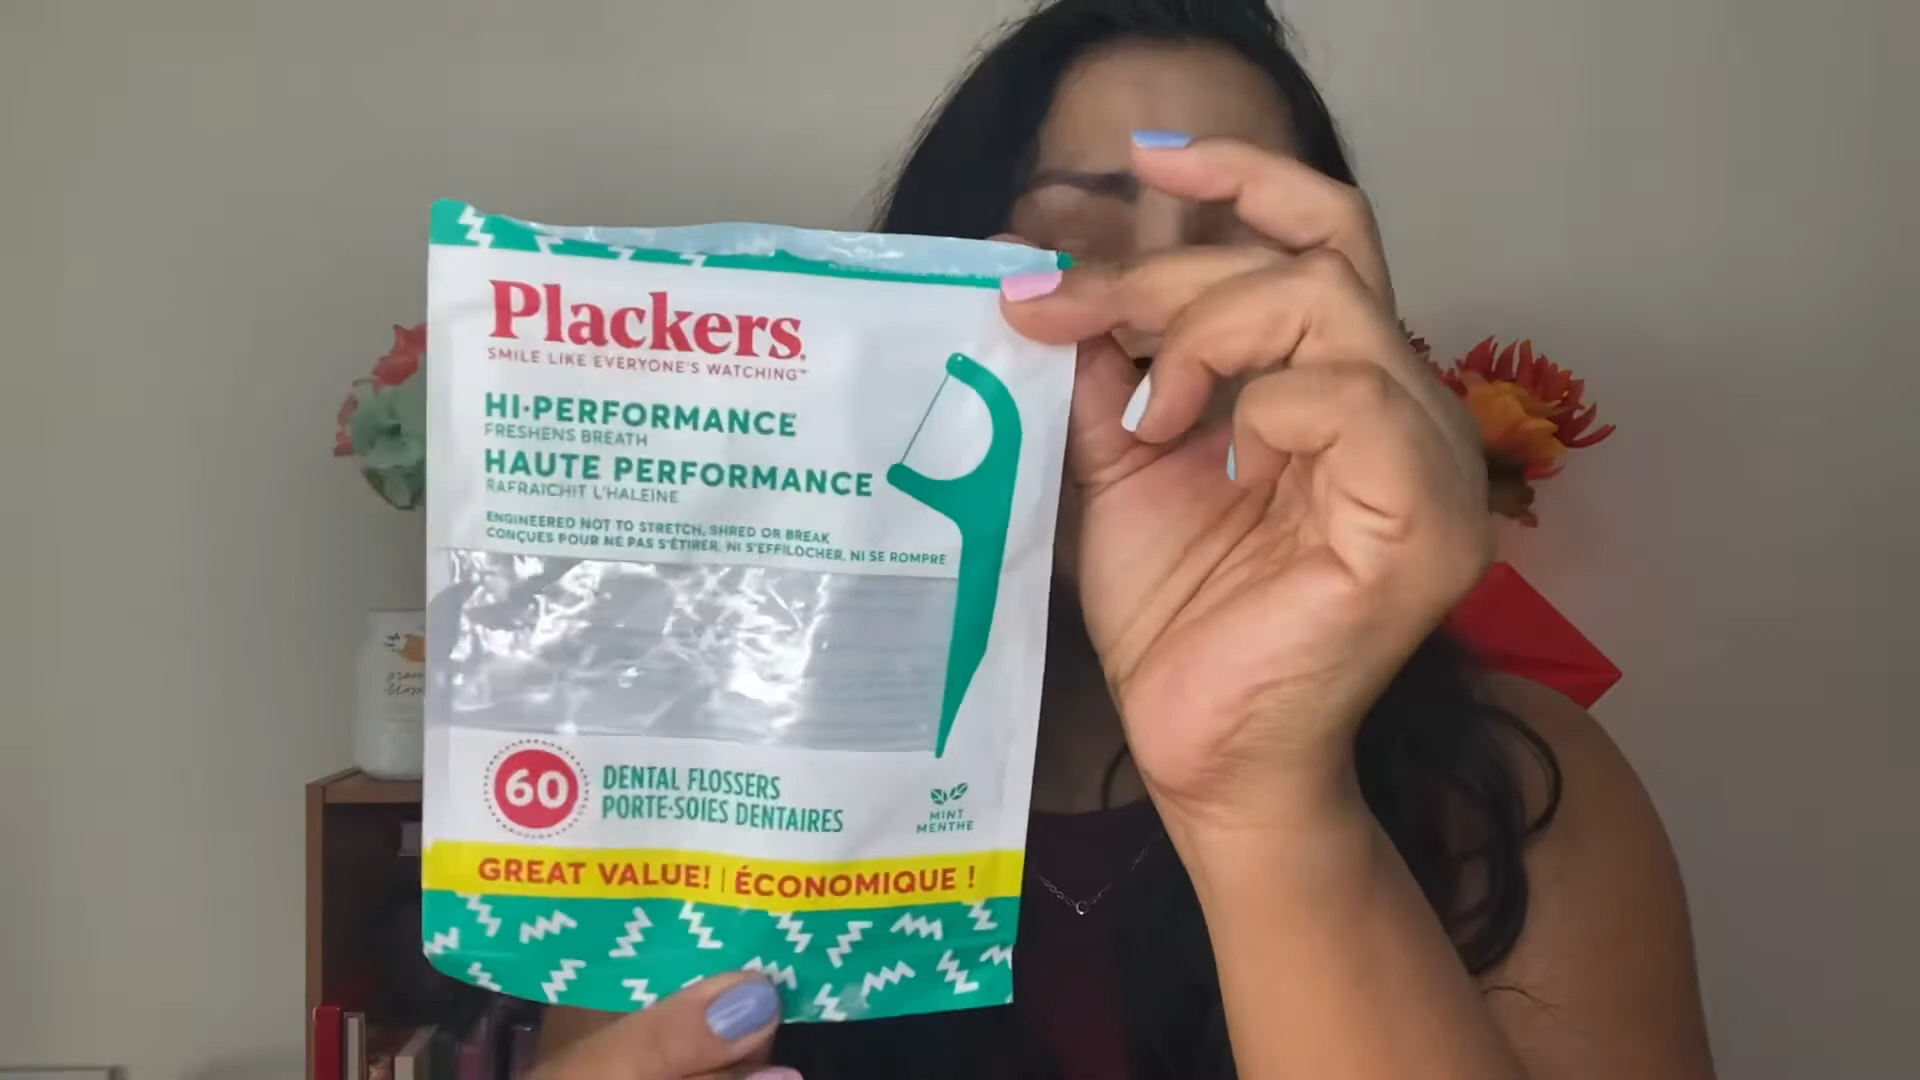 Plackers.
SMILE LIKE EVERYONE'S WATCHING™
HI·PERFORMANCE
FRESHENS BREATH
HAUTE PERFORMANCE
RAFRAICHIT L'HALEINE
ENGINEERED NOT TO STRETCH, SHRED OR BREAK
CONÇUES POUR NE PAS S'ÉTIRER, NI S'EFFILOCHER, NI SE ROMPRE
60 DENTAL FLOSSERS
PORTE-SOIES DENTAIRES
MINT
MENTHE
GREAT VALUE! | ÉCONOMIQUE !